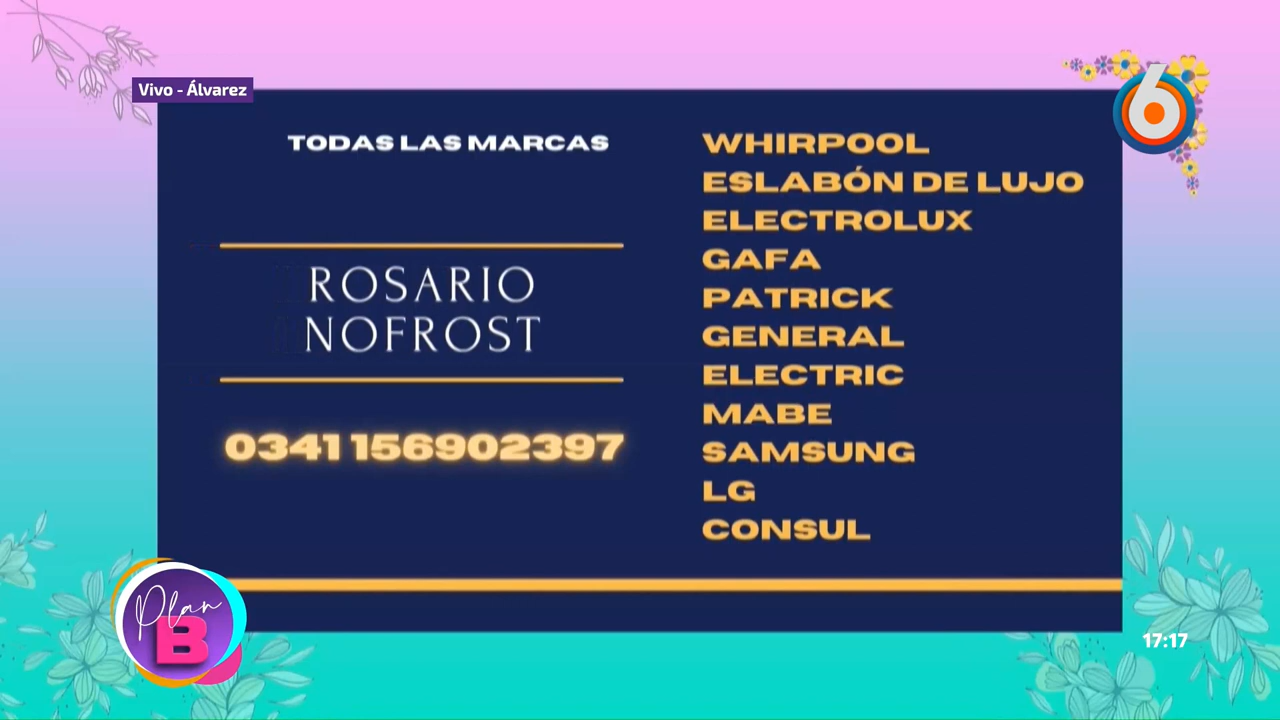 Vivo - Álvarez
6
TODAS LAS MARCAS
ROSARIO
NOFROST
0341 156902397
WHIRPOOL
ESLABÓN DE LUJO
ELECTROLUX
GAFA
PATRICK
GENERAL
ELECTRIC
MABE
SAMSUNG
LG
CONSUL
Plan
B
17:17